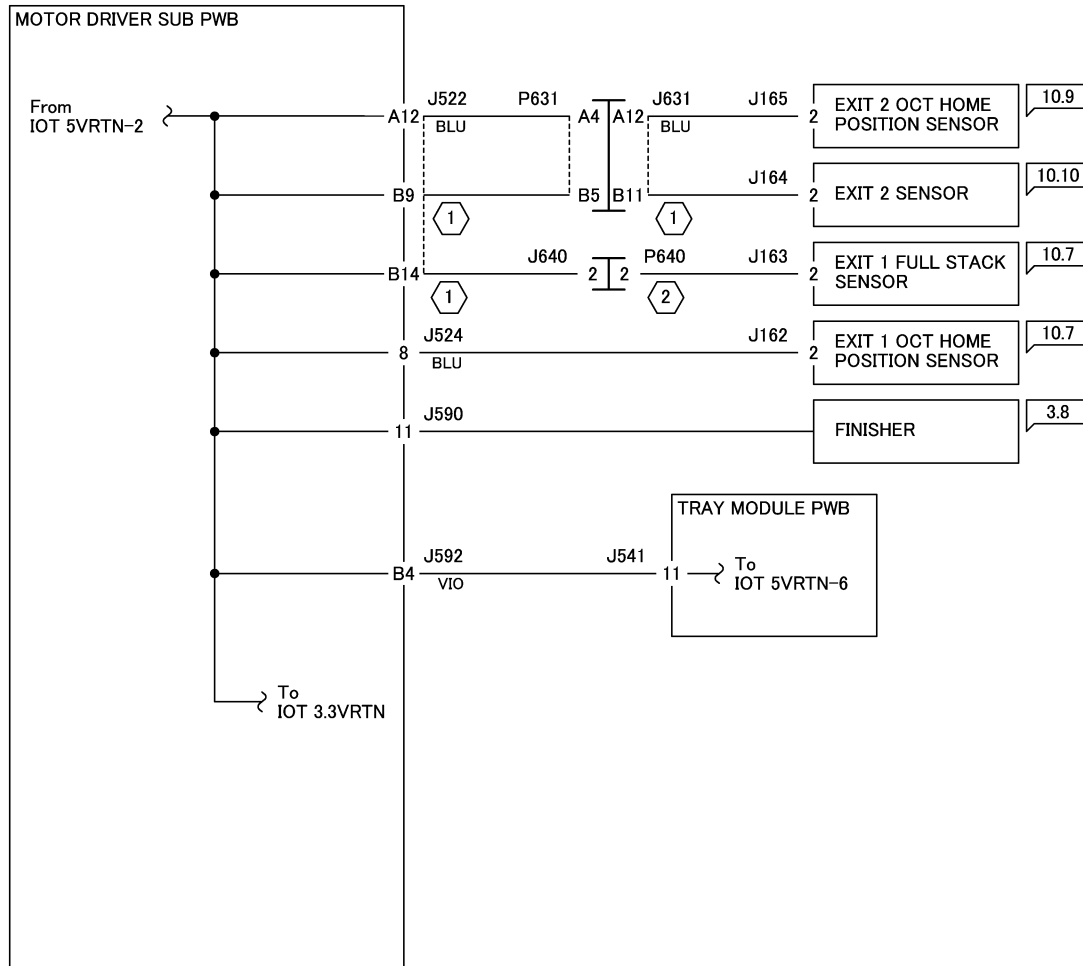 MOTOR DRIVER SUB PWB
From
IOT 5VRTN-2
A12
J522
BLU
P631
A4
A12
J631
BLU
J165
2
EXIT 2 OCT HOME
POSITION SENSOR
10.9
B9
1
B5
B11
1
J164
2
EXIT 2 SENSOR
10.10
B14
1
J640
2
2
P640
2
J163
2
EXIT 1 FULL STACK
SENSOR
10.7
8
J524
BLU
J162
2
EXIT 1 OCT HOME
POSITION SENSOR
10.7
11
J590
FINISHER
3.8
TRAY MODULE PWB
B4
J592
VIO
J541
11
To
IOT 5VRTN-6
To
IOT 3.3VRTN